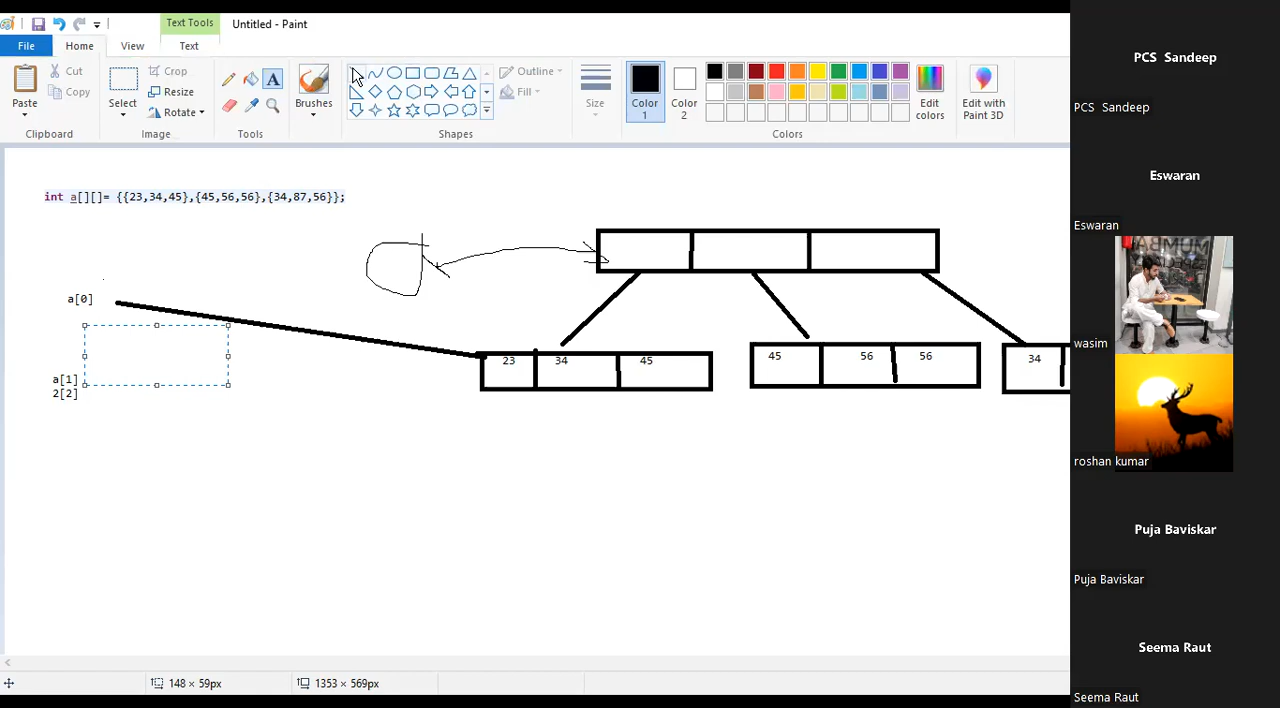 Text Tools
Untitled - Paint
File
Home
View
Text
Paste
Cut
Copy
Clipboard
Select
Crop
Resize
Rotate
Image
A
Tools
Brushes
Shapes
Outline
Fill
Size
Color 1
Color 2
Edit colors
Edit with Paint 3D
Colors
int a[][]= {{23,34,45},{45,56,56},{34,87,56}};
a[0]
a[1]
2[2]
23 34 45
45 56 56
34
148 × 59px
1353 × 569px
PCS Sandeep
PCS Sandeep
Eswaran
Eswaran
wasim
roshan kumar
Puja Baviskar
Puja Baviskar
Seema Raut
Seema Raut